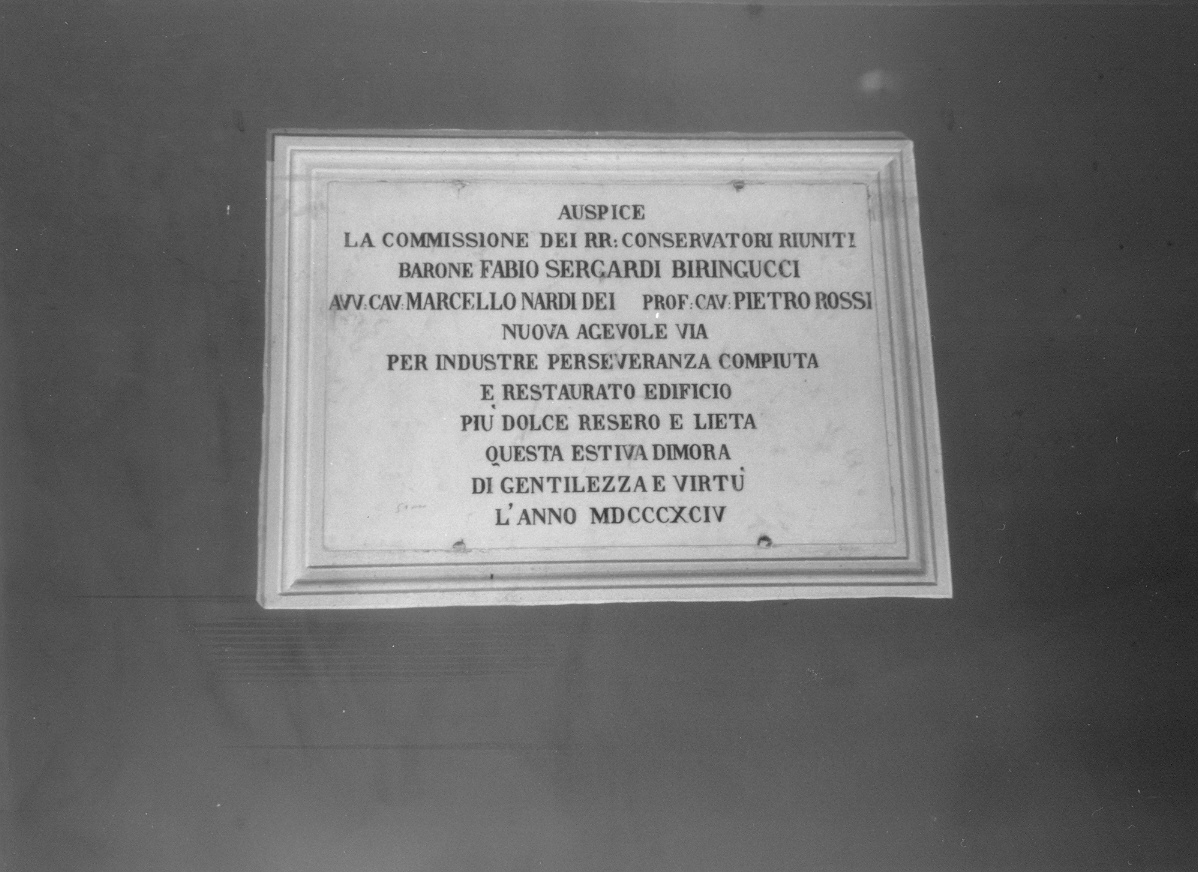 AUSPICE
LA COMMISSIONE DEI RR: CONSERVATORI RIUNITI
BARONE FABIO SERGARDI BIRINGUCCI
AVV: CAV: MARCELLO NARDI DEI PROF: CAV: PIETRO ROSSI
NUOVA AGEVOLE VIA
PER INDUSTRE PERSEVERANZA COMPIUTA
E RESTAURATO EDIFICIO
PIÙ DOLCE RESERO E LIETA
QUESTA ESTIVA DIMORA
DI GENTILEZZA E VIRTÙ
L'ANNO MDCCCXCIV